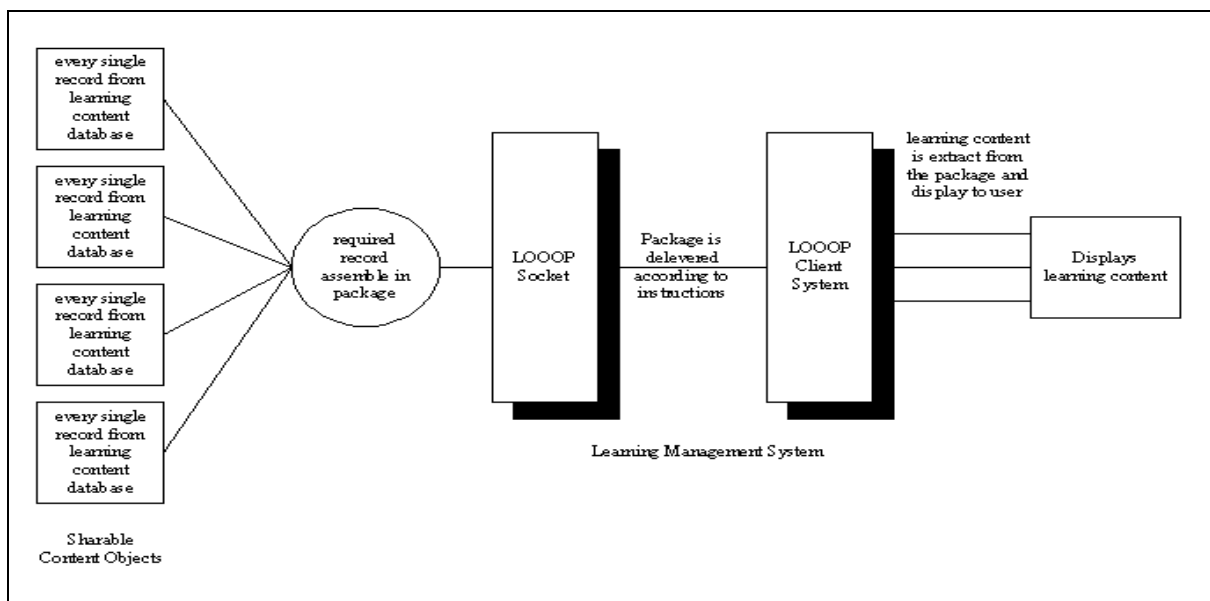 every single
record from
learning
content
database
every single
record from
learning
content
database
every single
record from
learning
content
database
every single
record from
learning
content
database
Sharable
Content Objects
required
record
assemble in
package
LOOOP
Socket
Package is
delevered
according to
instructions
LOOOP
Client
System
Learning Management System
learning content
is extract from
the package and
display to user
Displays
learning content